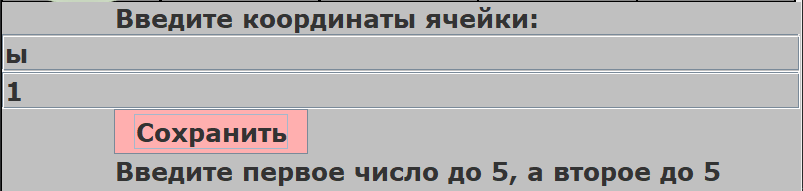 Введите координаты ячейки:
ы
1
Сохранить
Введите первое число до 5, а второе до 5